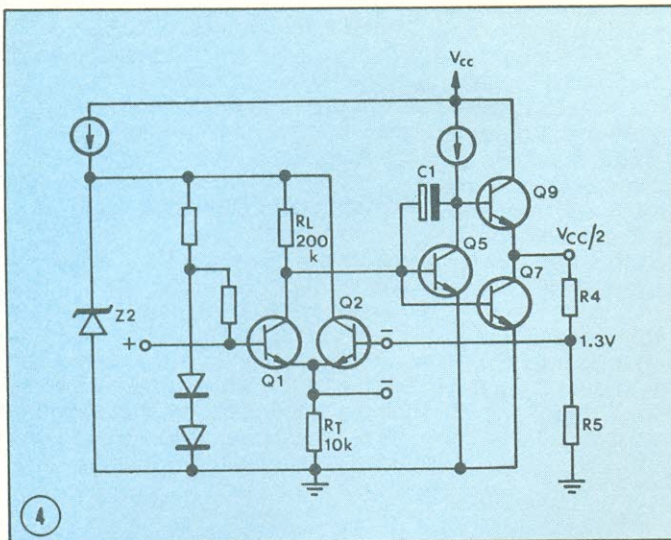 Vcc
C1
Q9
RL
200
k
Q5
VCC/2
Q7
R4
Z2
Q2
+
−
1.3V
Q1
−
RT
10k
R5
4